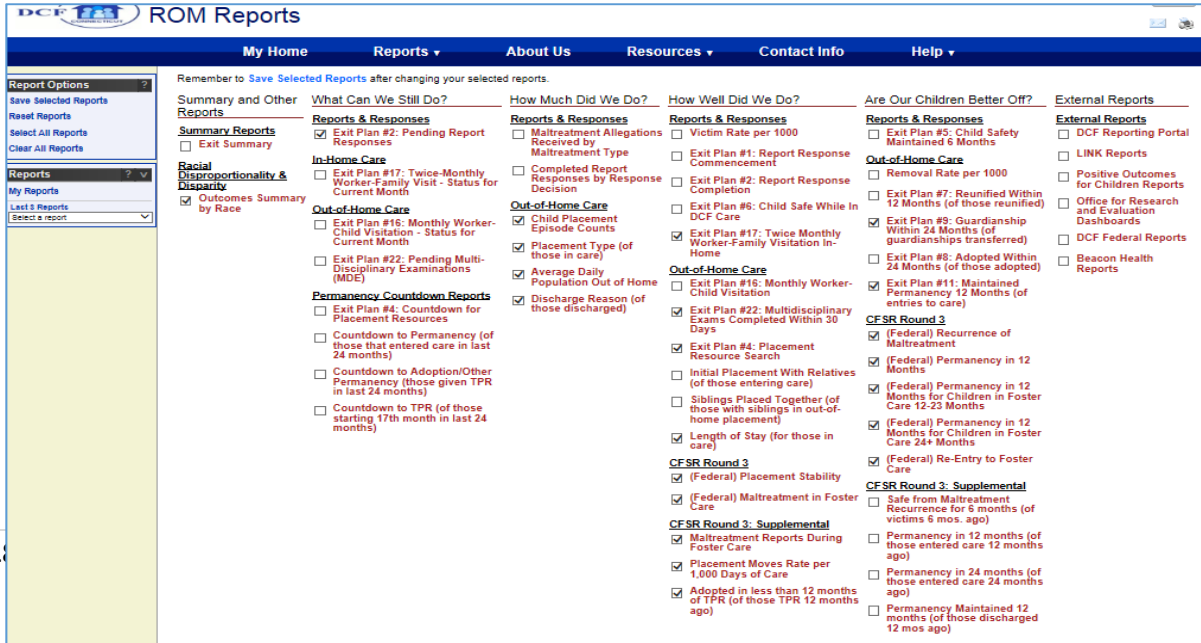 DCF
CONNECTICUT
ROM Reports
My Home
Reports
About Us
Resources
Contact Info
Help
Report Options ?
Save Selected Reports
Reset Reports
Select All Reports
Clear All Reports
Reports ? v
My Reports
Last 5 Reports
Select a report
Remember to Save Selected Reports after changing your selected reports.
Summary and Other
Reports
Summary Reports
Exit Summary
Racial
Disproportionality &
Disparity
Outcomes Summary
by Race
What Can We Still Do?
Reports & Responses
Exit Plan #2: Pending Report
Responses
In-Home Care
Exit Plan #17: Twice-Monthly
Worker-Family Visit - Status for
Current Month
Out-of-Home Care
Exit Plan #16: Monthly Worker-
Child Visitation - Status for
Current Month
Exit Plan #22: Pending Multi-
Disciplinary Examinations
(MDE)
Permanency Countdown Reports
Exit Plan #4: Countdown for
Placement Resources
Countdown to Permanency (of
those that entered care in last
24 months)
Countdown to Adoption/Other
Permanency (those given TPR
in last 24 months)
Countdown to TPR (of those
starting 17th month in last 24
months)
How Much Did We Do?
Reports & Responses
Maltreatment Allegations
Received by
Maltreatment Type
Completed Report
Responses by Response
Decision
Out-of-Home Care
Child Placement
Episode Counts
Placement Type (of
those in care)
Average Daily
Population Out of Home
Discharge Reason (of
those discharged)
How Well Did We Do?
Reports & Responses
Victim Rate per 1000
Exit Plan #1: Report Response
Commencement
Exit Plan #2: Report Response
Completion
Exit Plan #6: Child Safe While In
DCF Care
Exit Plan #17: Twice Monthly
Worker-Family Visitation In-
Home
Out-of-Home Care
Exit Plan #16: Monthly Worker-
Child Visitation
Exit Plan #22: Multidisciplinary
Exams Completed Within 30
Days
Exit Plan #4: Placement
Resource Search
Initial Placement With Relatives
(of those entering care)
Siblings Placed Together (of
those with siblings in out-of-
home placement)
Length of Stay (for those in
care)
CFSR Round 3
(Federal) Placement Stability
(Federal) Maltreatment in Foster
Care
CFSR Round 3: Supplemental
Maltreatment Reports During
Foster Care
Placement Moves Rate per
1,000 Days of Care
Adopted in less than 12 months
of TPR (of those TPR 12 months
ago)
Are Our Children Better Off?
Reports & Responses
Exit Plan #5: Child Safety
Maintained 6 Months
Out-of-Home Care
Removal Rate per 1000
Exit Plan #7: Reunified Within
12 Months (of those reunified)
Exit Plan #9: Guardianship
Within 24 Months (of
guardianships transferred)
Exit Plan #8: Adopted Within
24 Months (of those adopted)
Exit Plan #11: Maintained
Permanency 12 Months (of
entries to care)
CFSR Round 3
(Federal) Recurrence of
Maltreatment
(Federal) Permanency in 12
Months
(Federal) Permanency in 12
Months for Children in Foster
Care 12-23 Months
(Federal) Permanency in 12
Months for Children in Foster
Care 24+ Months
(Federal) Re-Entry to Foster
Care
CFSR Round 3: Supplemental
Safe from Maltreatment
Recurrence for 6 months (of
victims 6 mos. ago)
Permanency in 12 months (of
those entered care 12 months
ago)
Permanency in 24 months (of
those entered care 24 months
ago)
Permanency Maintained 12
months (of those discharged
12 mos ago)
External Reports
External Reports
DCF Reporting Portal
LINK Reports
Positive Outcomes
for Children Reports
Office for Research
and Evaluation
Dashboards
DCF Federal Reports
Beacon Health
Reports